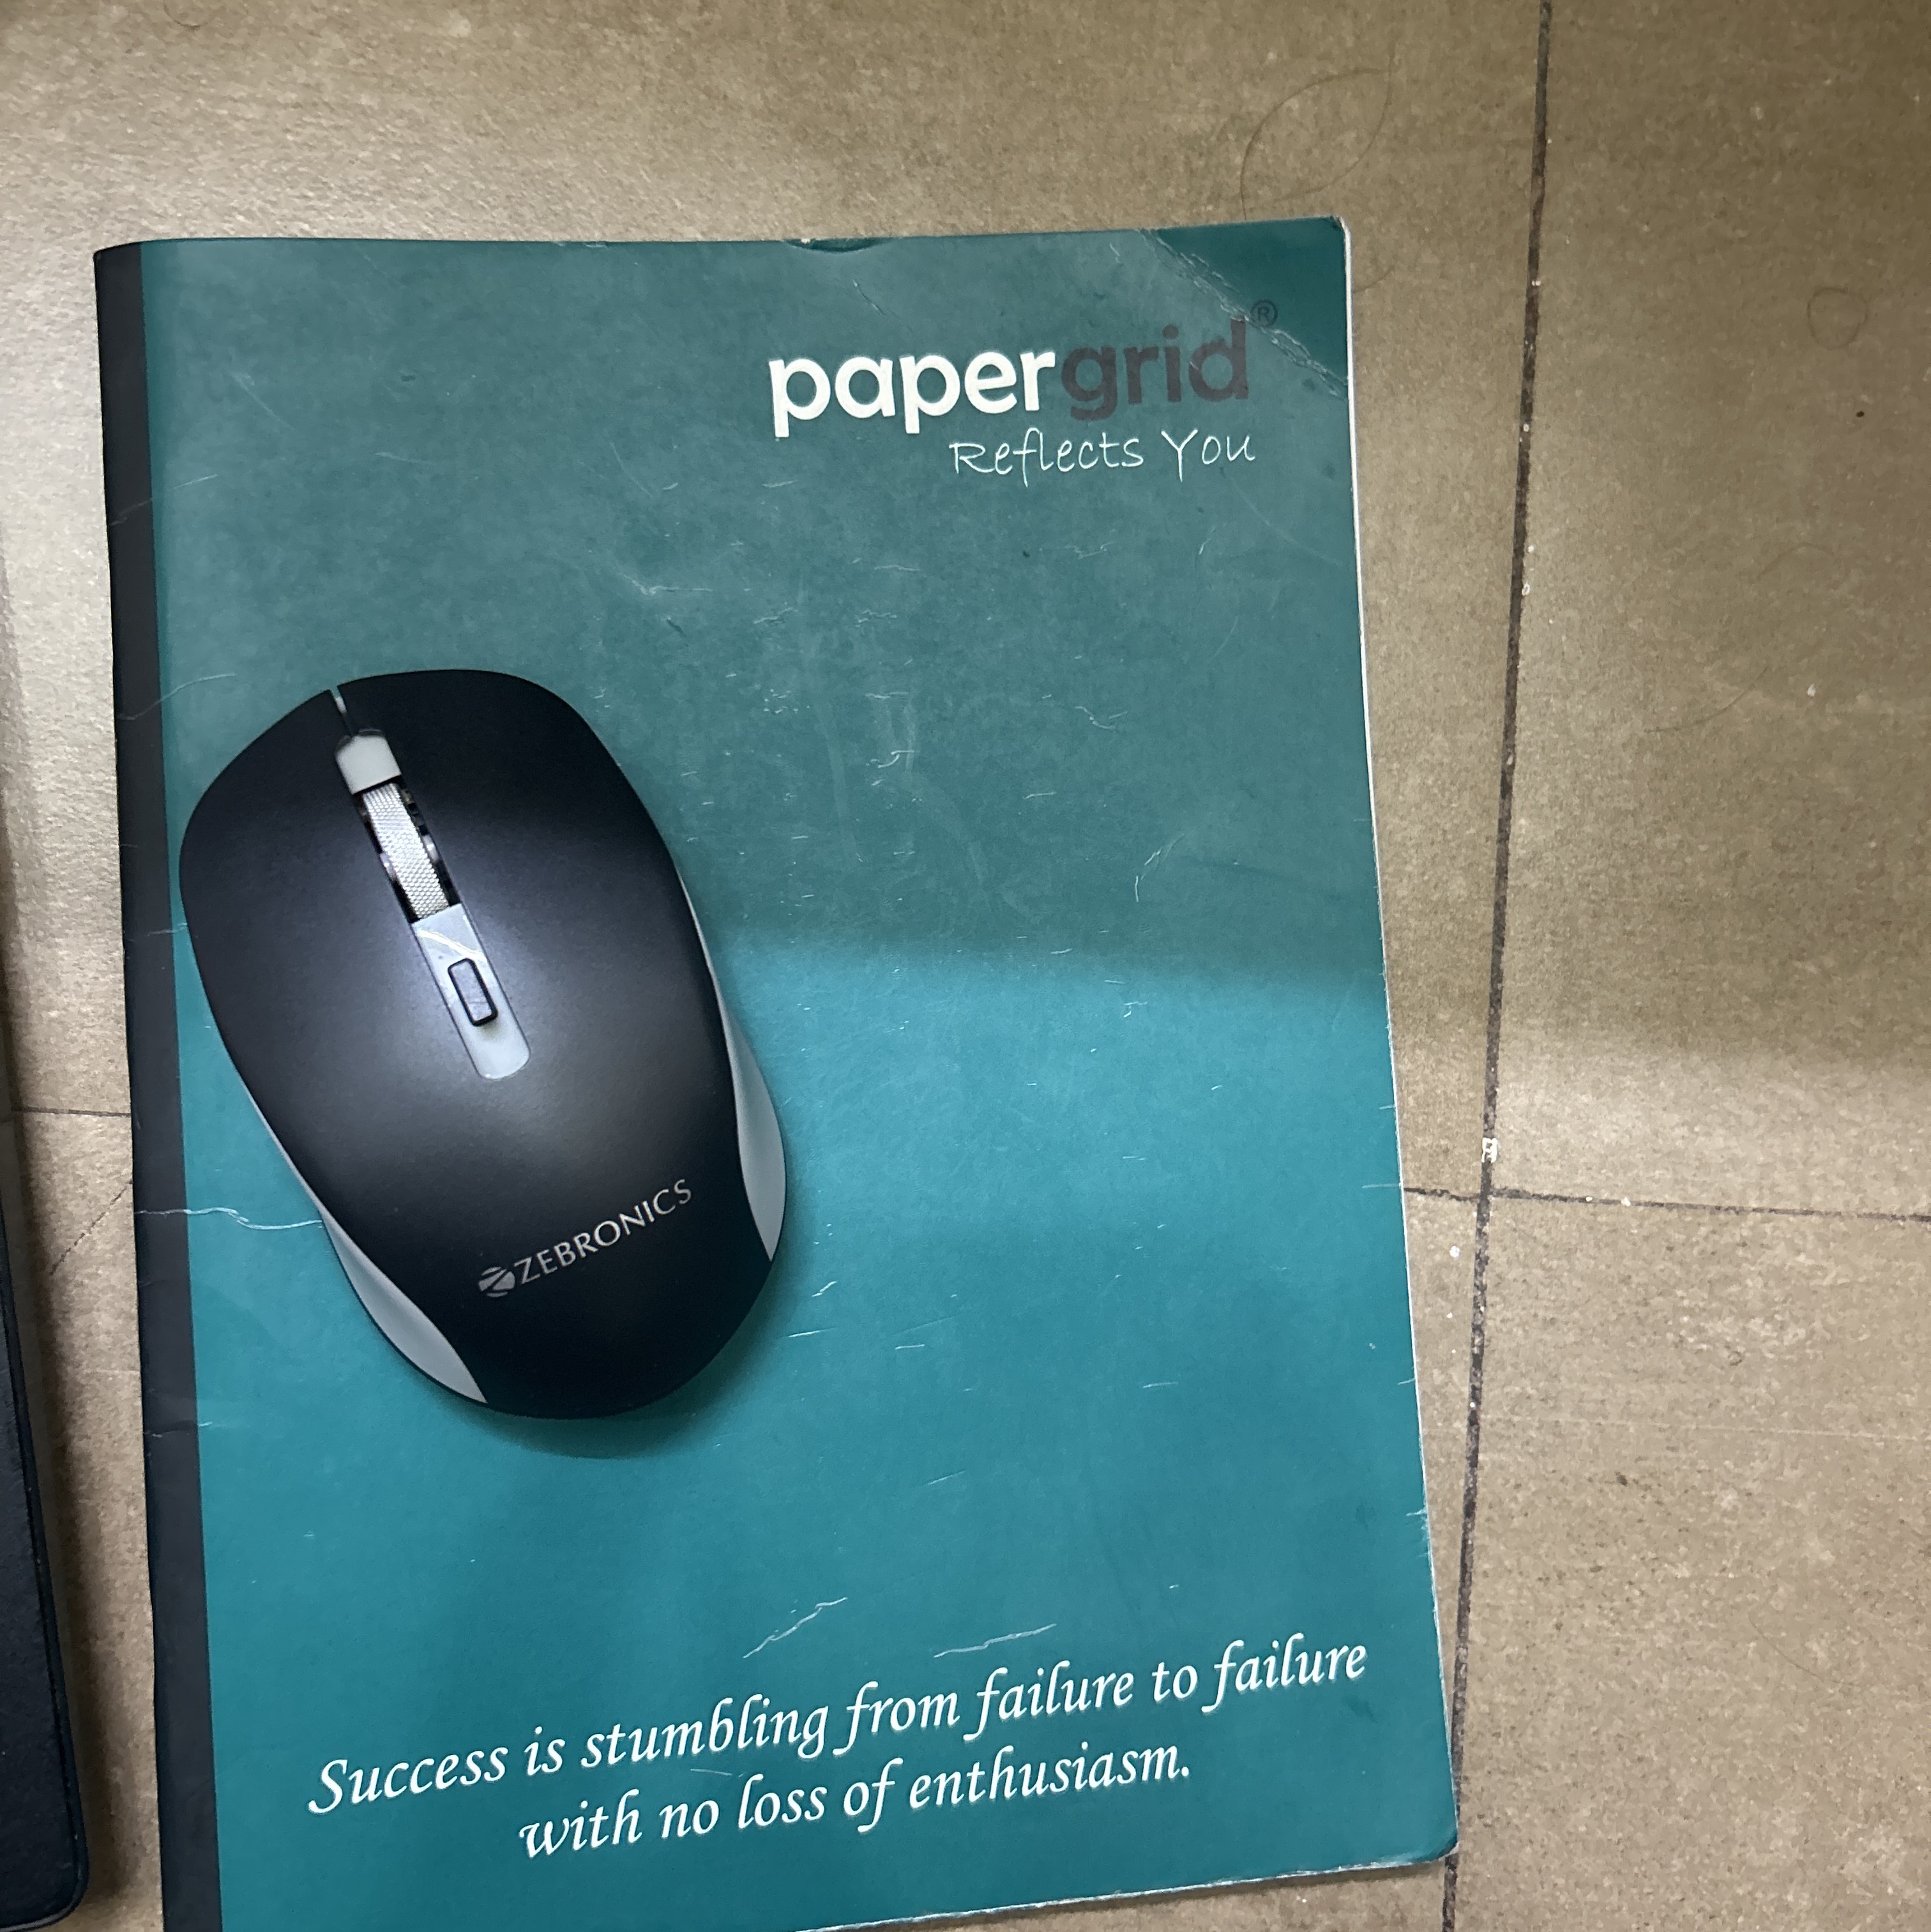 papergrid®
Reflects You
ZEBRONICS
Success is stumbling from failure to failure
with no loss of enthusiasm.